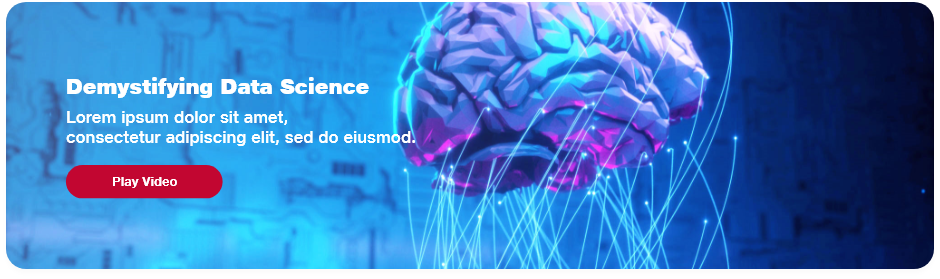 Demystifying Data Science
Lorem ipsum dolor sit amet,
consectetur adipiscing elit, sed do eiusmod.
Play Video